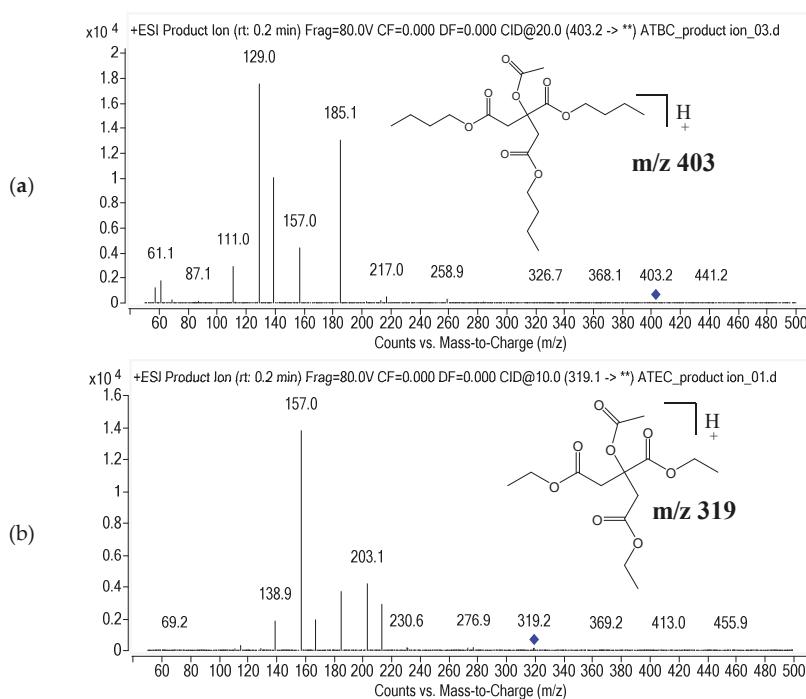 +ESI Product Ion (rt: 0.2 min) Frag=80.0V CF=0.000 DF=0.000 CID@20.0 (403.2 -> **) ATBC_product ion_03.d
x10 4
2
1.8
1.6
1.4
1.2
1
0.8
0.6
0.4
0.2
0
(a)
129.0
185.1
111.0
157.0
61.1
87.1
217.0
258.9
326.7
368.1
403.2
441.2
O
O
O
O
O
O
O
O
H
+
m/z 403
60 80 100 120 140 160 180 200 220 240 260 280 300 320 340 360 380 400 420 440 460 480 500
Counts vs. Mass-to-Charge (m/z)
+ESI Product Ion (rt: 0.2 min) Frag=80.0V CF=0.000 DF=0.000 CID@10.0 (319.1 -> **) ATEC_product ion_01.d
x10 4
1.6
1.4
1.2
1
0.8
0.6
0.4
0.2
0
(b)
157.0
203.1
138.9
69.2
230.6
276.9
319.2
369.2
413.0
455.9
O
O
O
O
O
O
O
O
H
+
m/z 319
60 80 100 120 140 160 180 200 220 240 260 280 300 320 340 360 380 400 420 440 460 480 500
Counts vs. Mass-to-Charge (m/z)